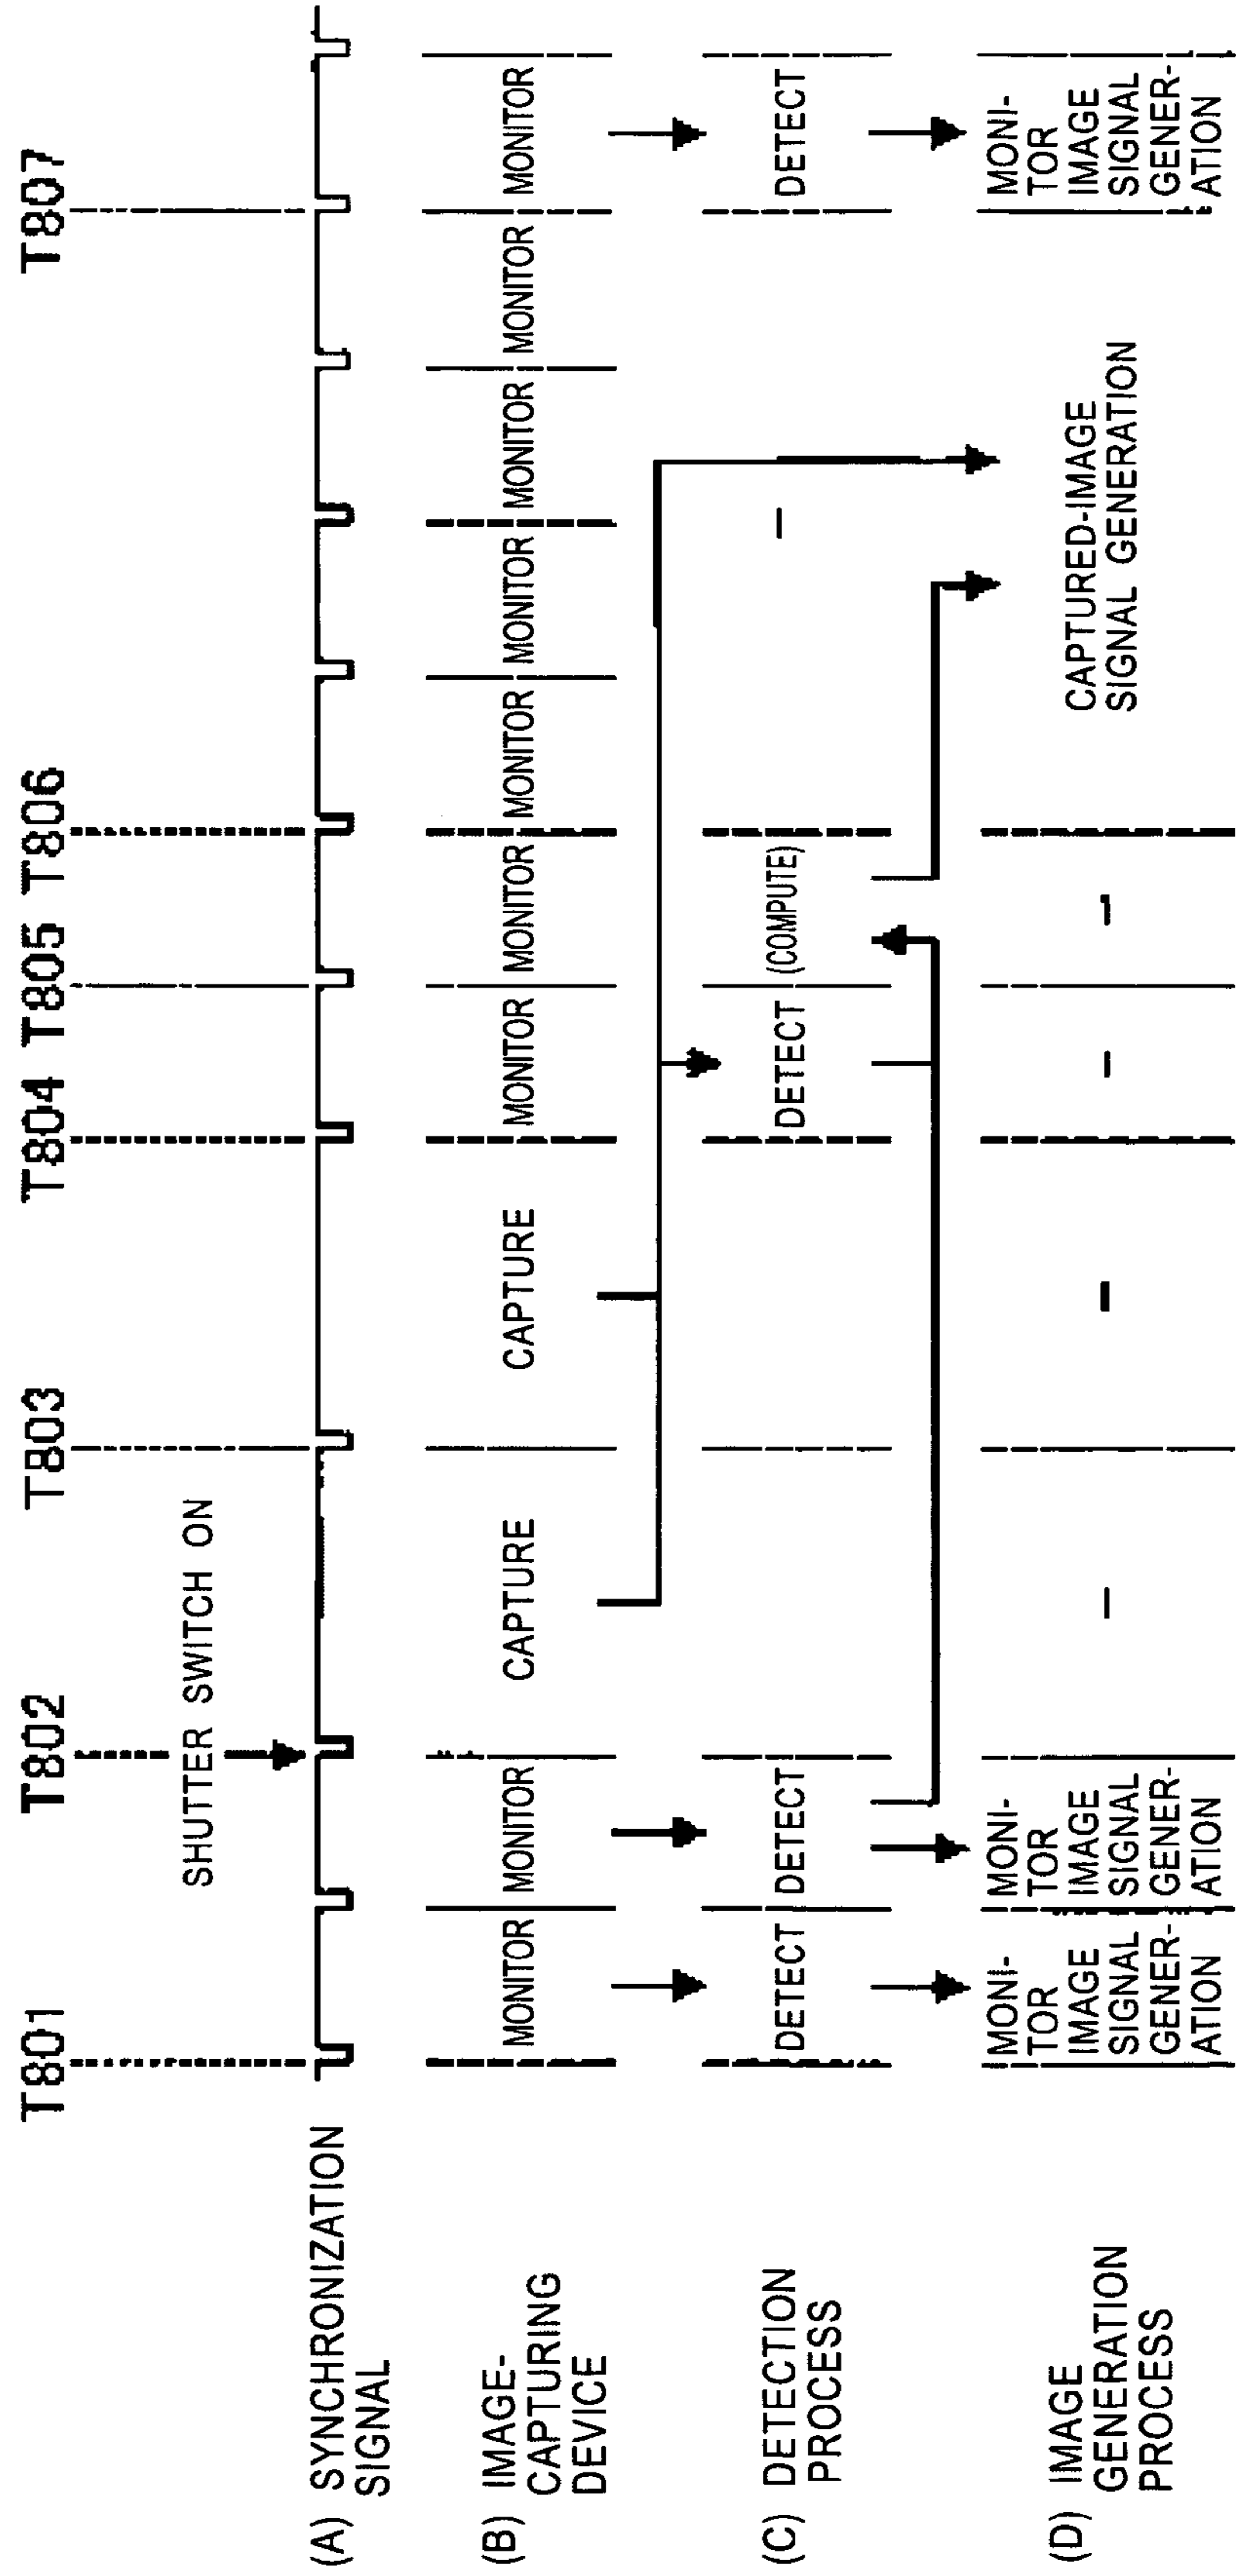 T801
T802
T803
T804
T805
T806
T807
SHUTTER SWITCH ON
(A) SYNCHRONIZATION
SIGNAL
(B) IMAGE-
CAPTURING
DEVICE
MONITOR
MONITOR
CAPTURE
CAPTURE
MONITOR
MONITOR
MONITOR
MONITOR
MONITOR
MONITOR
MONITOR
(C) DETECTION
PROCESS
DETECT
DETECT
DETECT
(COMPUTE)
–
DETECT
(D) IMAGE
GENERATION
PROCESS
MONI-
TOR
IMAGE
SIGNAL
GENER-
ATION
MONI-
TOR
IMAGE
SIGNAL
GENER-
ATION
–
–
–
–
CAPTURED-IMAGE
SIGNAL GENERATION
MONI-
TOR
IMAGE
SIGNAL
GENER-
ATION